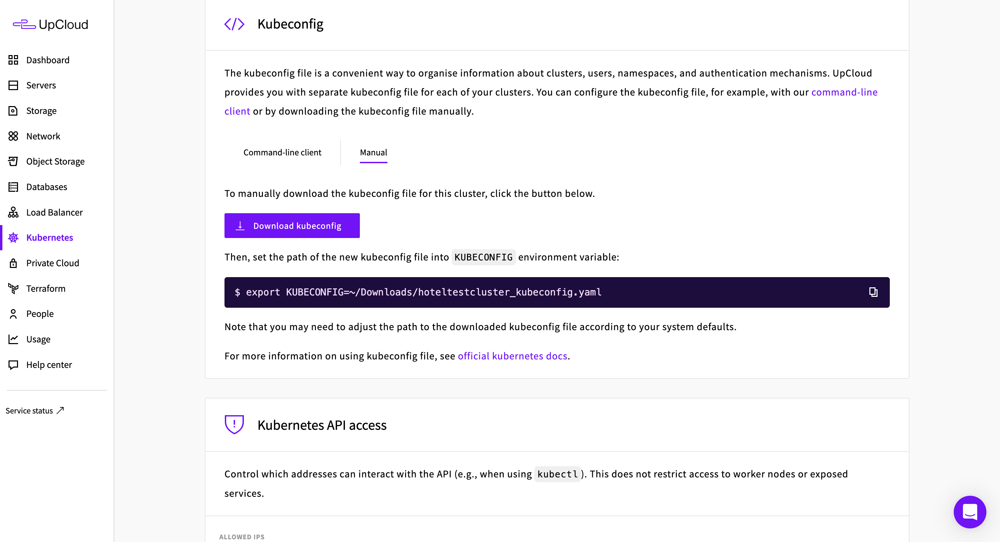 UpCloud
Dashboard
Servers
Storage
Network
Object Storage
Databases
Load Balancer
Kubernetes
Private Cloud
Terraform
People
Usage
Help center
Service status
Kubeconfig
The kubeconfig file is a convenient way to organise information about clusters, users, namespaces, and authentication mechanisms. UpCloud
provides you with separate kubeconfig file for each of your clusters. You can configure the kubeconfig file, for example, with our command-line
client or by downloading the kubeconfig file manually.
Command-line client
Manual
To manually download the kubeconfig file for this cluster, click the button below.
Download kubeconfig
Then, set the path of the new kubeconfig file into KUBECONFIG environment variable:
$ export KUBECONFIG=~/Downloads/hoteltestcluster_kubeconfig.yaml
Note that you may need to adjust the path to the downloaded kubeconfig file according to your system defaults.
For more information on using kubeconfig file, see official kubernetes docs.
Kubernetes API access
Control which addresses can interact with the API (e.g., when using kubectl). This does not restrict access to worker nodes or exposed
services.
ALLOWED IPS